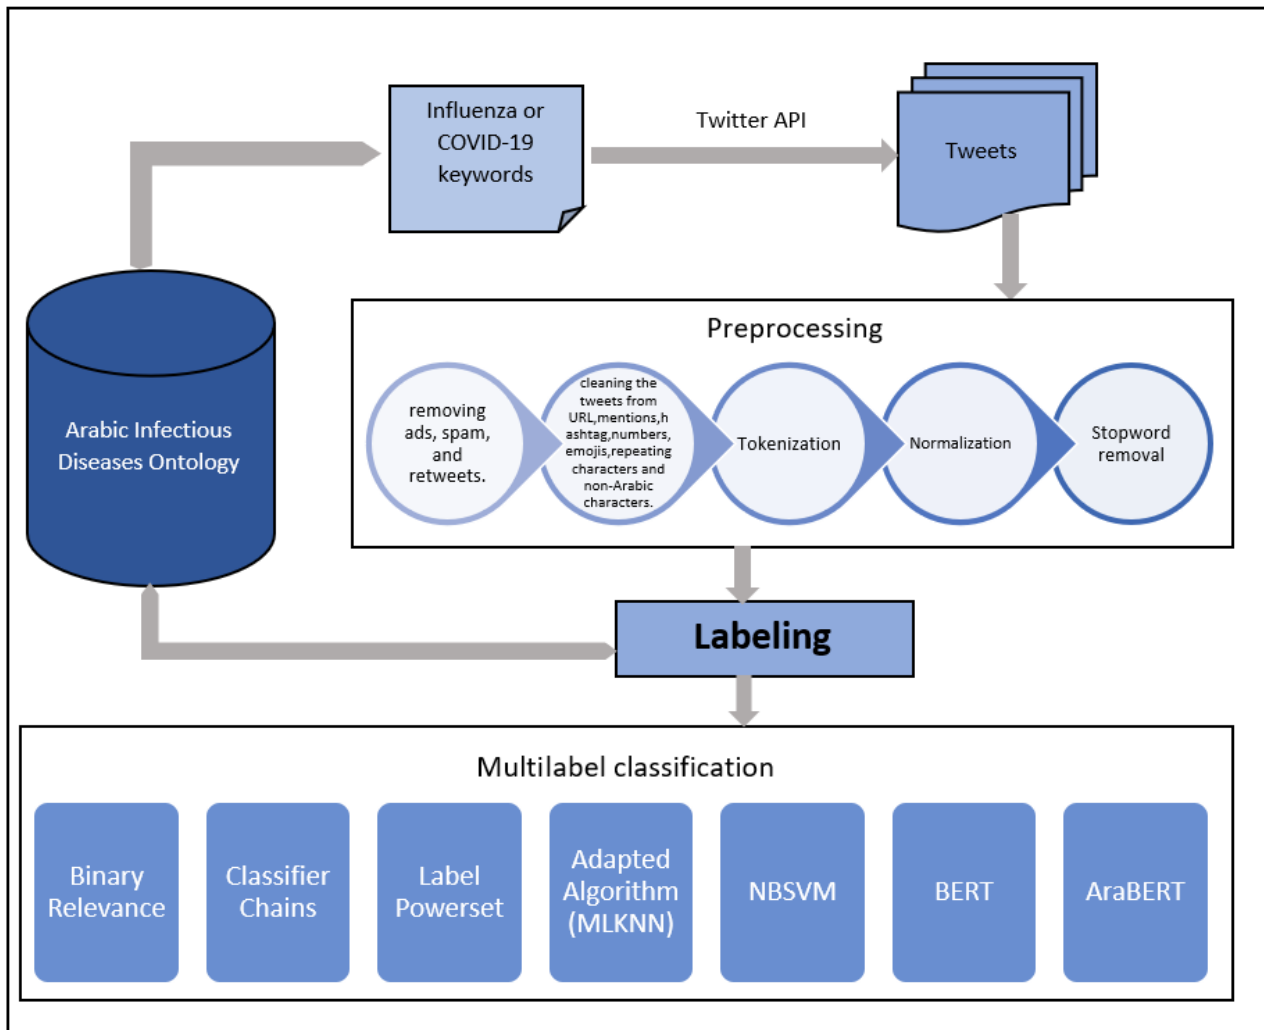 Influenza or
COVID-19
keywords
Twitter API
Tweets
Arabic Infectious
Diseases Ontology
Preprocessing
removing
ads, spam,
and
retweets.
cleaning the
tweets from
URL,mentions,h
ashtag,numbers,
emojis,repeating
characters and
non-Arabic
characters.
Tokenization
Normalization
Stopword
removal
Labeling
Multilabel classification
Binary
Relevance
Classifier
Chains
Label
Powerset
Adapted
Algorithm
(MLKNN)
NBSVM
BERT
AraBERT